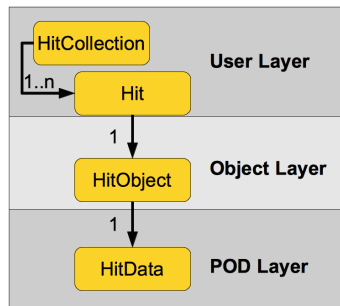 HitCollection
User Layer
1..n
Hit
1
HitObject
Object Layer
1
HitData
POD Layer